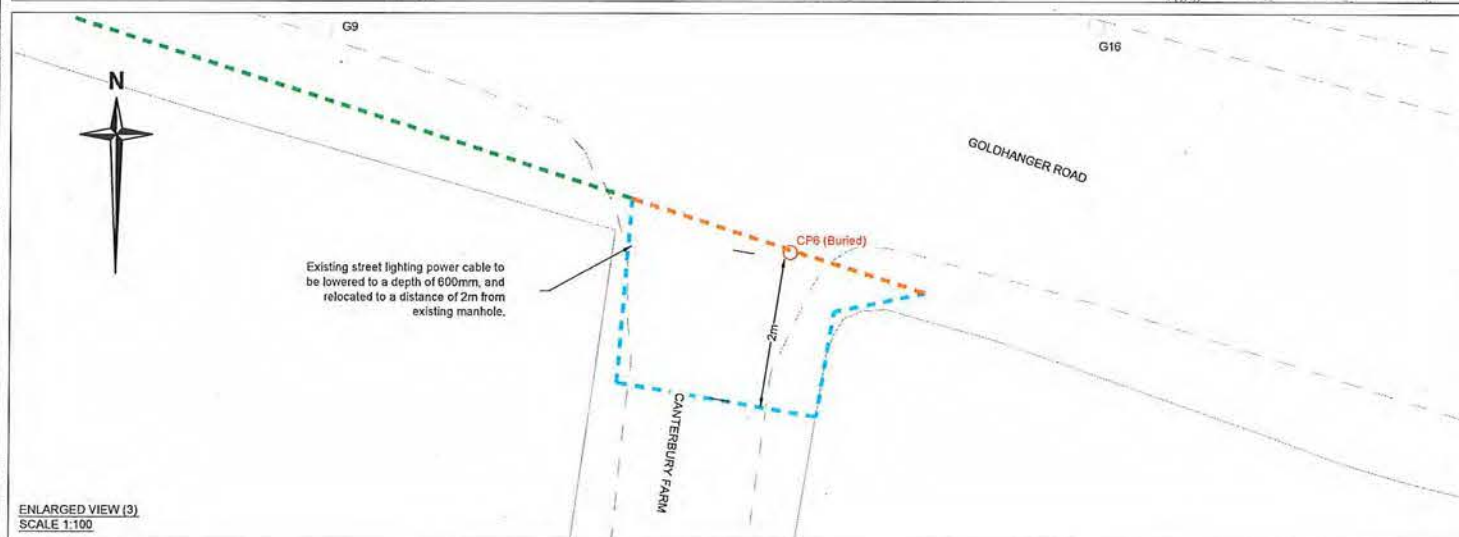 G9
G16
N
GOLDHANGER ROAD
CP6 (Buried)
Existing street lighting power cable to
be lowered to a depth of 600mm, and
relocated to a distance of 2m from
existing manhole.
2m
CANTERBURY FARM
ENLARGED VIEW (3)
SCALE 1:100